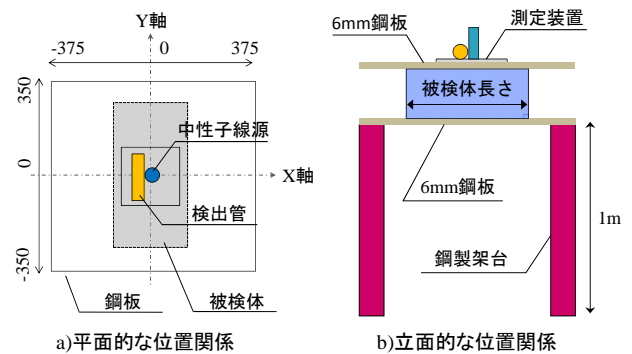 Y軸
-375
0
375
350
0
-350
中性子線源
X軸
検出管
鋼板
被検体
a)平面的な位置関係
6mm鋼板
測定装置
被検体長さ
6mm鋼板
1m
鋼製架台
b)立面的な位置関係